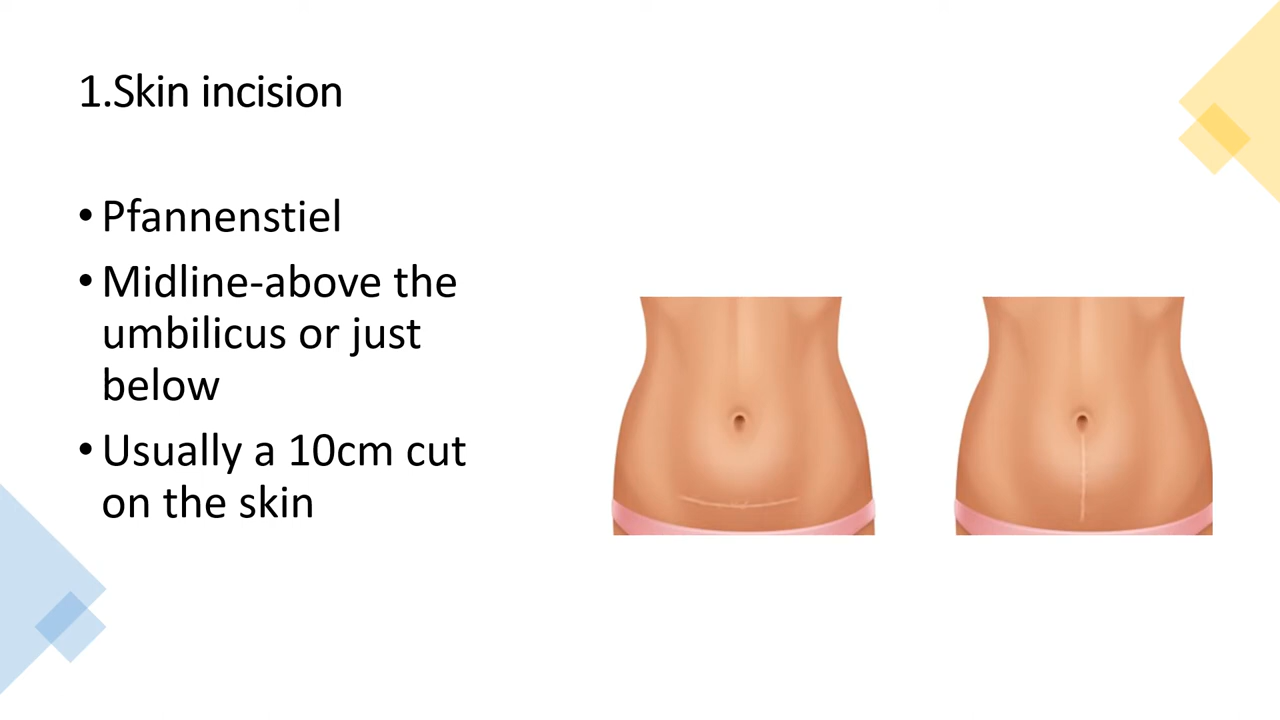 1.Skin incision
• Pfannenstiel
• Midline-above the
umbilicus or just
below
• Usually a 10cm cut
on the skin